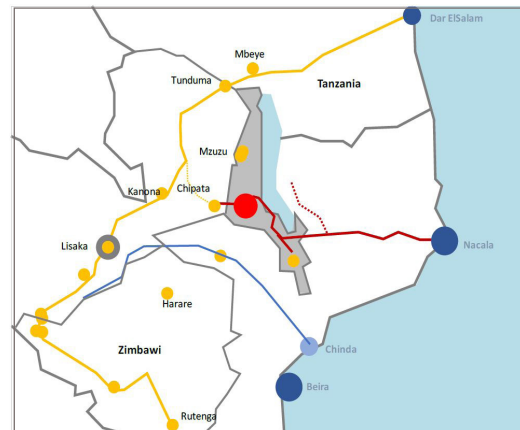 Dar ElSalam
Mbeye
Tunduma
Tanzania
Mzuzu
Kanona
Chipata
Lisaka
Nacala
Harare
Zimbawi
Chinda
Beira
Rutenga